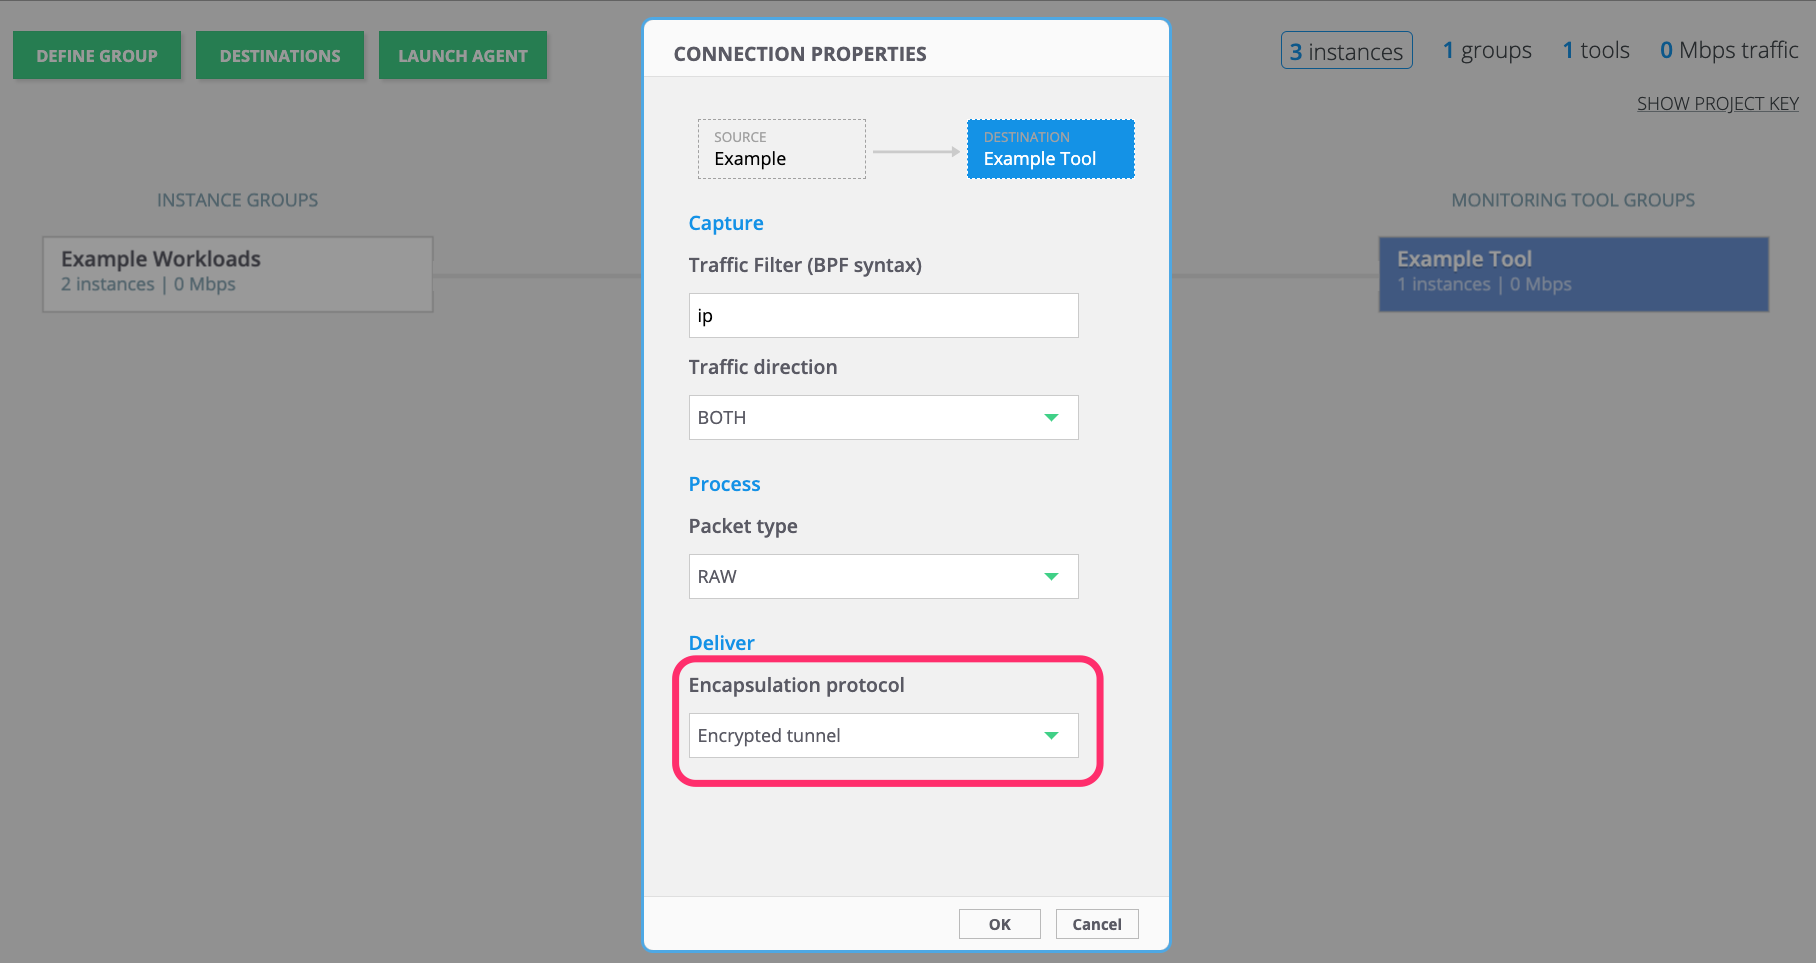 DEFINE GROUP
DESTINATIONS
LAUNCH AGENT
3 instances
1 groups
1 tools
0 Mbps traffic
SHOW PROJECT KEY
INSTANCE GROUPS
Example Workloads
2 instances | 0 Mbps
MONITORING TOOL GROUPS
Example Tool
1 instances | 0 Mbps
CONNECTION PROPERTIES
SOURCE
Example
DESTINATION
Example Tool
Capture
Traffic Filter (BPF syntax)
ip
Traffic direction
BOTH
Process
Packet type
RAW
Deliver
Encapsulation protocol
Encrypted tunnel
OK
Cancel